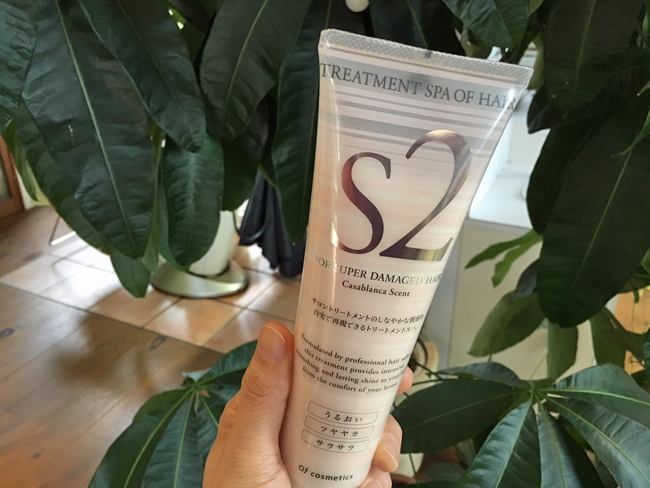 TREATMENT SPA OF HAIR
S2
FOR SUPER DAMAGED HAIR
Casablanca Scent
サロントリートメントのしなやかな質感を
自宅で再現できるトリートメントスパ。
Formulated by professional hair
this treatment provides
and lasting shine to your
from the comfort of your home
うるおい
ツヤヤカ
サラサラ
Of cosmetics